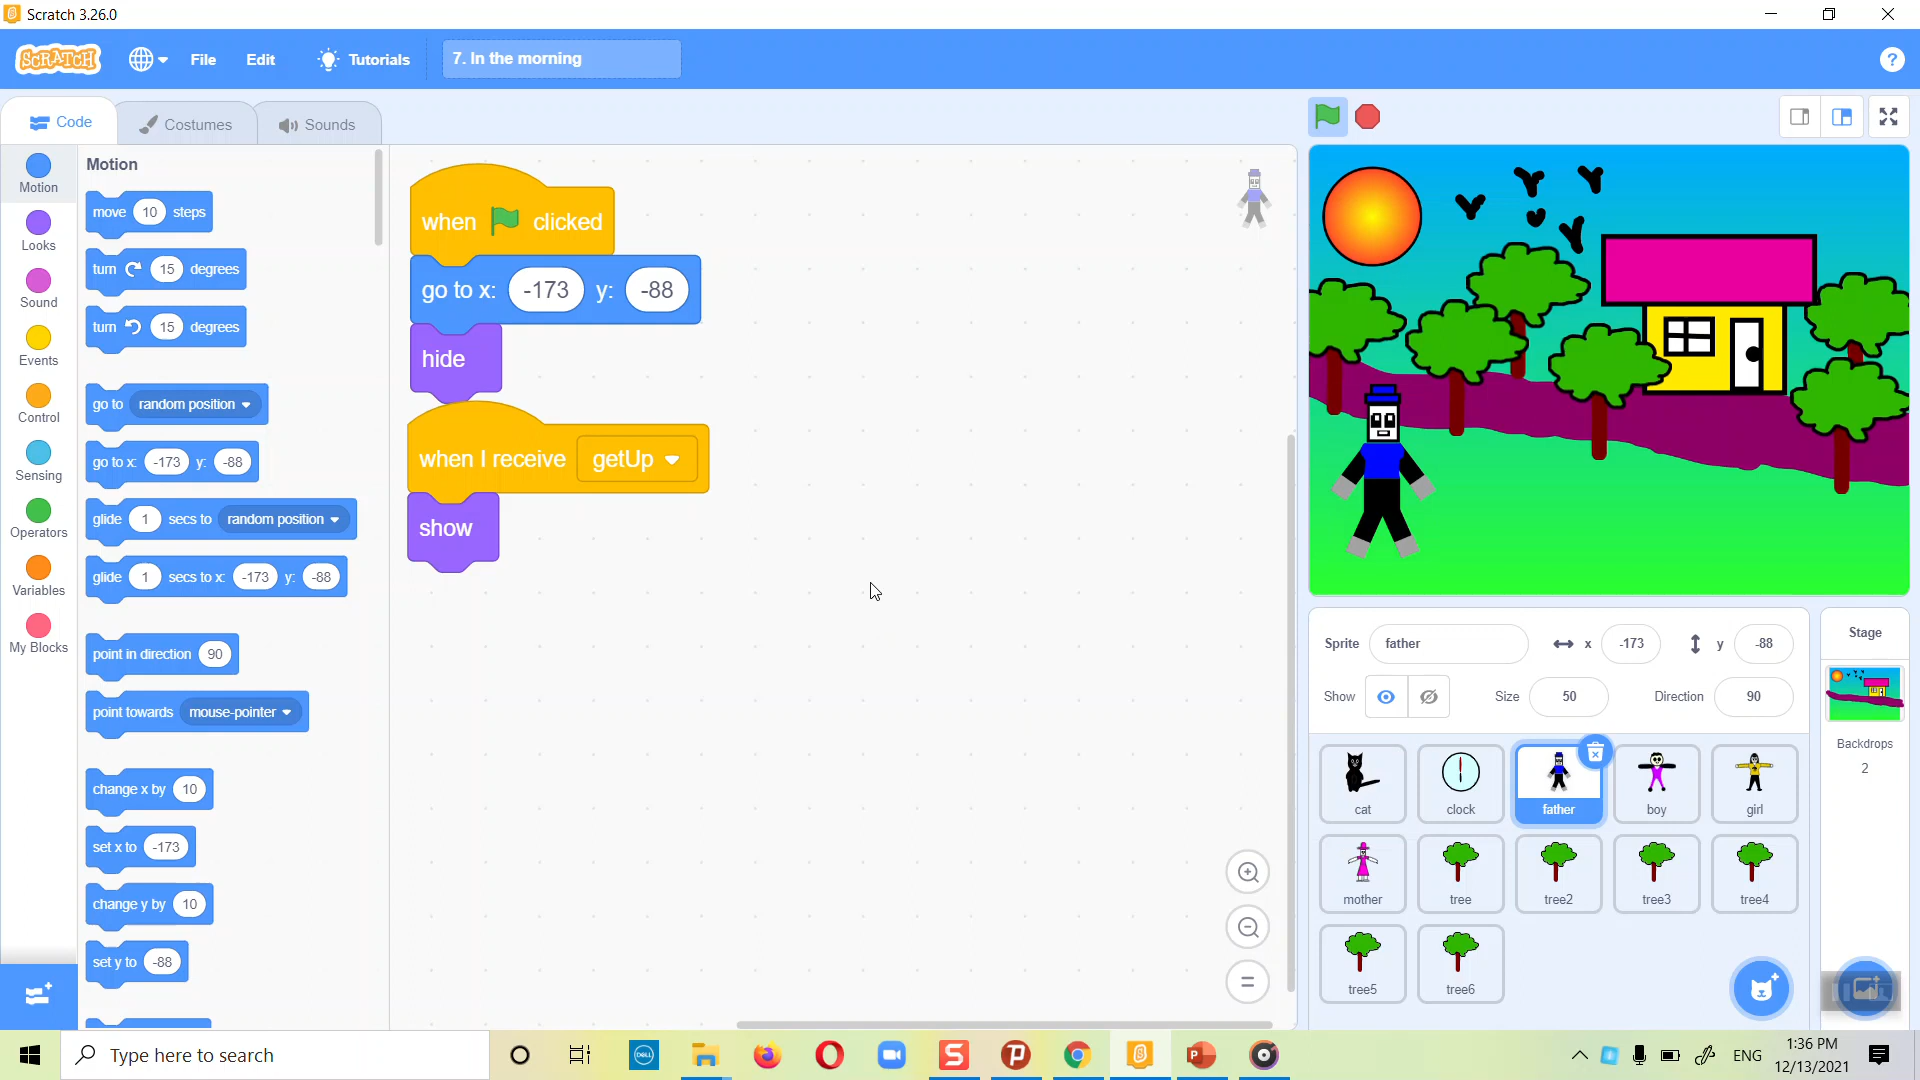 Scratch 3.26.0
SCRATCH
File
Edit
Tutorials
7. In the morning
?
Code
Costumes
Sounds
Motion
Looks
Sound
Events
Control
Sensing
Operators
Variables
My Blocks
Motion
move 10 steps
turn 15 degrees
turn 15 degrees
go to random position
go to x: -173 y: -88
glide 1 secs to random position
glide 1 secs to x: -173 y: -88
point in direction 90
point towards mouse-pointer
change x by 10
set x to -173
change y by 10
set y to -88
when clicked
go to x: -173 y: -88
hide
when I receive getUp
show
Sprite father x -173 y -88
Show Size 50 Direction 90
cat
clock
father
boy
girl
mother
tree
tree2
tree3
tree4
tree5
tree6
Stage
Backdrops
2
Type here to search
DELL
ENG
1:36 PM
12/13/2021